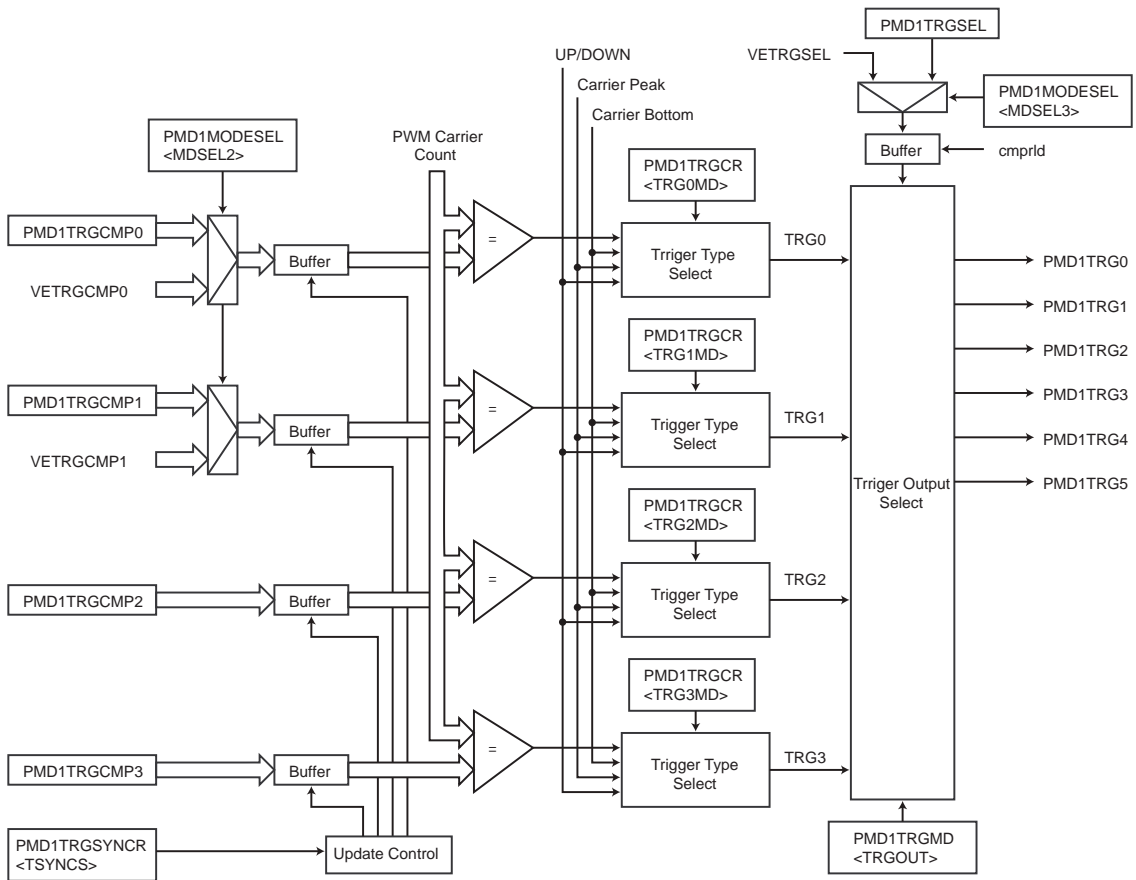 PMD1TRGSEL
UP/DOWN
VETRGSEL
Carrier Peak
PMD1MODESEL
<MDSEL3>
Carrier Bottom
PMD1MODESEL
<MDSEL2>
PWM Carrier
Count
Buffer
cmprld
PMD1TRGCR
<TRG0MD>
PMD1TRGCMP0
Buffer
=
Trriger Type
Select
TRG0
PMD1TRG0
VETRGCMP0
PMD1TRG1
PMD1TRGCR
<TRG1MD>
PMD1TRG2
PMD1TRGCMP1
Buffer
=
Trigger Type
Select
TRG1
PMD1TRG3
PMD1TRG4
VETRGCMP1
PMD1TRG5
Trriger Output
Select
PMD1TRGCR
<TRG2MD>
PMD1TRGCMP2
Buffer
=
Trigger Type
Select
TRG2
PMD1TRGCR
<TRG3MD>
PMD1TRGCMP3
Buffer
=
Trigger Type
Select
TRG3
PMD1TRGSYNCR
<TSYNCS>
Update Control
PMD1TRGMD
<TRGOUT>